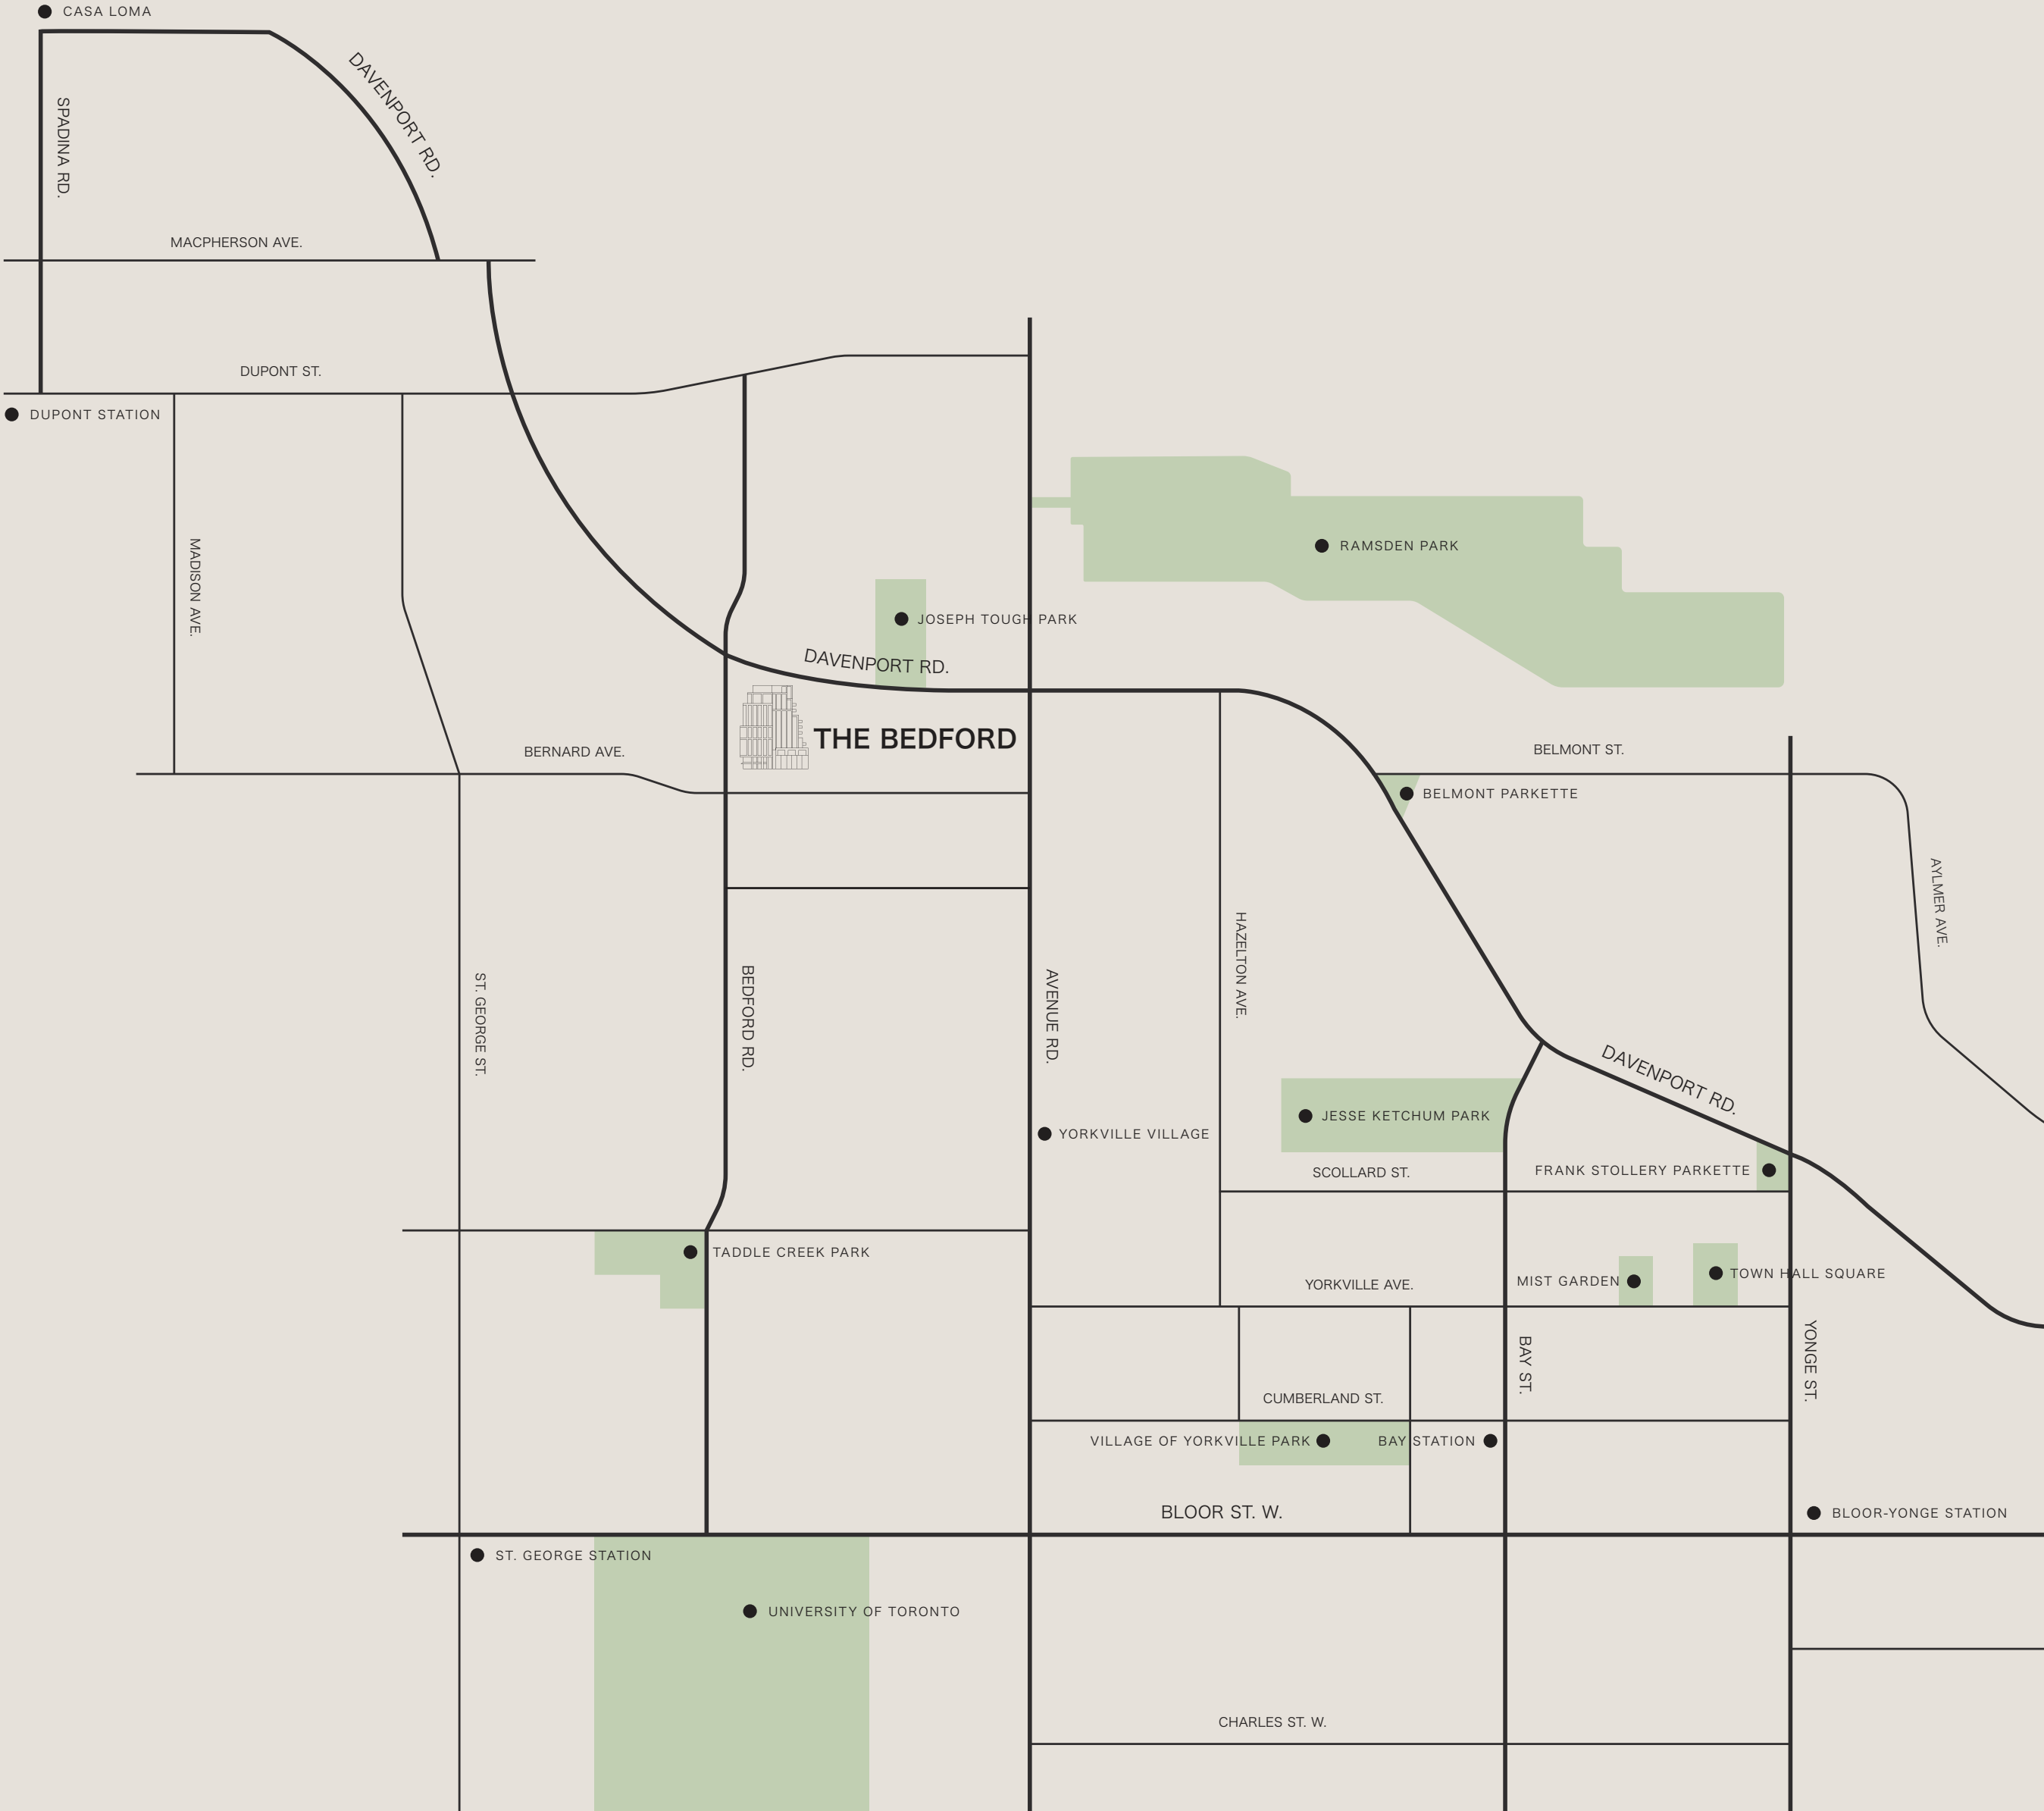 CASA LOMA
DAVENPORT RD.
SPADINA RD.
MACPHERSON AVE.
DUPONT ST.
DUPONT STATION
MADISON AVE.
RAMSDEN PARK
JOSEPH TOUGH PARK
DAVENPORT RD.
THE BEDFORD
BERNARD AVE.
BELMONT ST.
BELMONT PARKETTE
AYLMER AVE.
HAZELTON AVE.
ST. GEORGE ST.
BEDFORD RD.
AVENUE RD.
DAVENPORT RD.
JESSE KETCHUM PARK
YORKVILLE VILLAGE
SCOLLARD ST.
FRANK STOLLERY PARKETTE
TADDLE CREEK PARK
YORKVILLE AVE.
MIST GARDEN
TOWN HALL SQUARE
BAY ST.
YONGE ST.
CUMBERLAND ST.
VILLAGE OF YORKVILLE PARK
BAY STATION
BLOOR ST. W.
BLOOR-YONGE STATION
ST. GEORGE STATION
UNIVERSITY OF TORONTO
CHARLES ST. W.